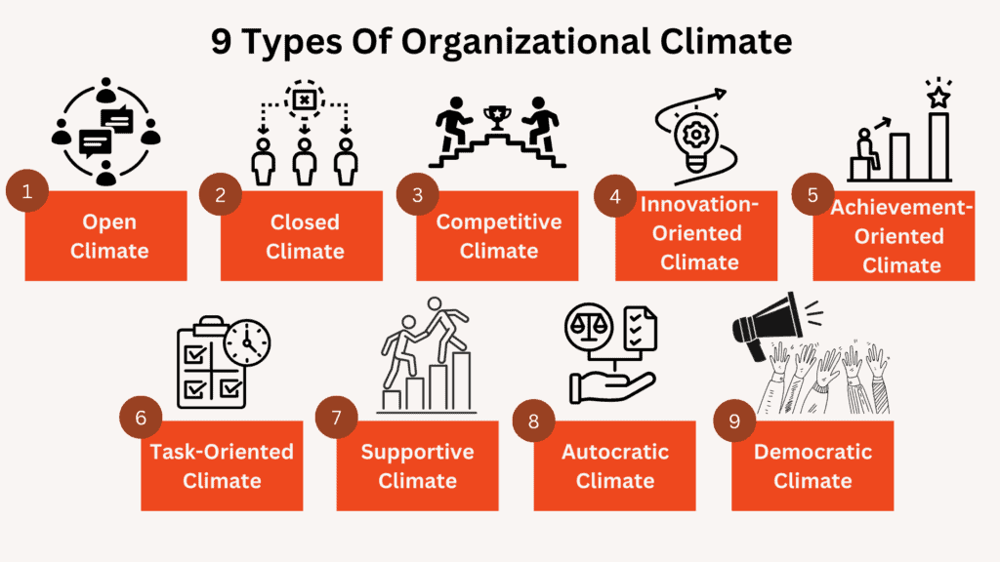 9 Types Of Organizational Climate
1
Open
Climate
2
Closed
Climate
3
Competitive
Climate
4
Innovation-
Oriented
Climate
5
Achievement-
Oriented
Climate
6
Task-Oriented
Climate
7
Supportive
Climate
8
Autocratic
Climate
9
Democratic
Climate